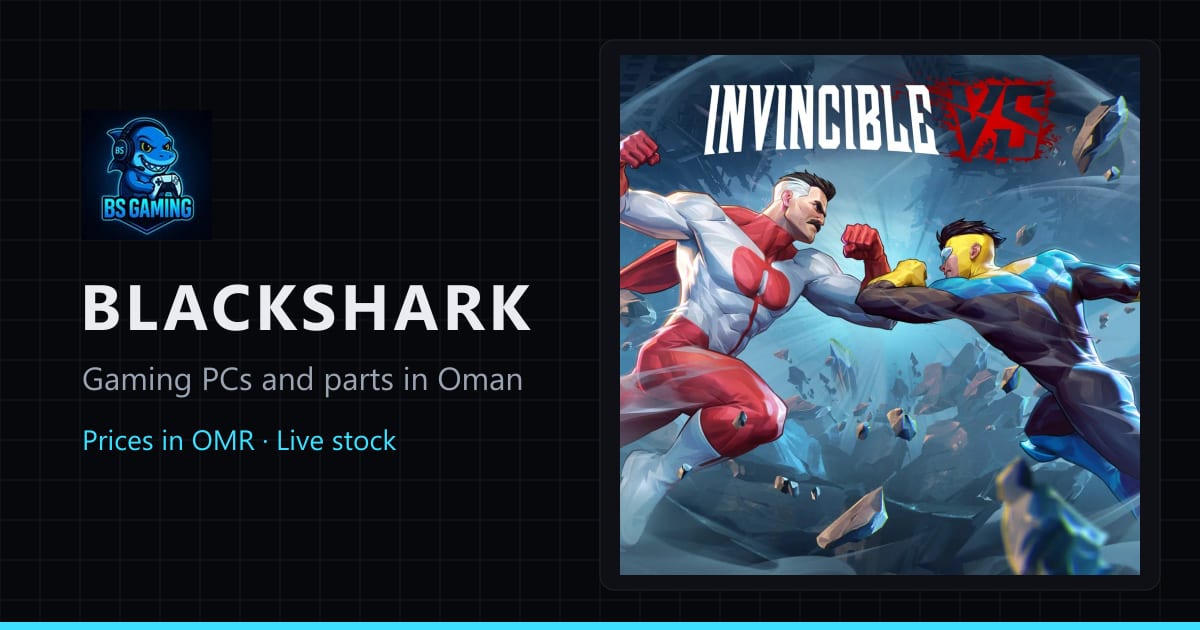 BS
BS GAMING
BLACKSHARK
Gaming PCs and parts in Oman
Prices in OMR · Live stock
INVINCIBLE VS